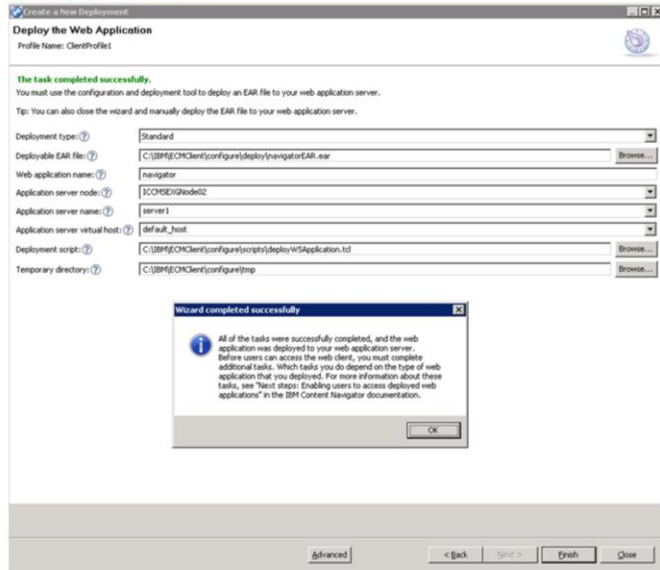 Create a New Deployment
Deploy the Web Application
Profile Name: ClientProfile1
The task completed successfully.
You must use the configuration and deployment tool to deploy an EAR file to your web application server.
Tip: You can also close the wizard and manually deploy the EAR file to your web application server.
Deployment type: Standard
Deployable EAR file: C:\IBM\ECMClient\configure\deploy\navigatorEAR.ear Browse...
Web application name: navigator
Application server node: ICCMSEXGNode02
Application server name: server1
Application server virtual host: default_host
Deployment script: C:\IBM\ECMClient\configure\scripts\deployWSApplication.tcl Browse...
Temporary directory: C:\IBM\ECMClient\configure\tmp Browse...
Wizard completed successfully
All of the tasks were successfully completed, and the web
application was deployed to your web application server.
Before users can access the web client, you must complete
additional tasks. Which tasks you do depend on the type of web
application that you deployed. For more information about these
tasks, see "Next steps: Enabling users to access deployed web
applications" in the IBM Content Navigator documentation.
OK
Advanced < Back Next > Finish Close